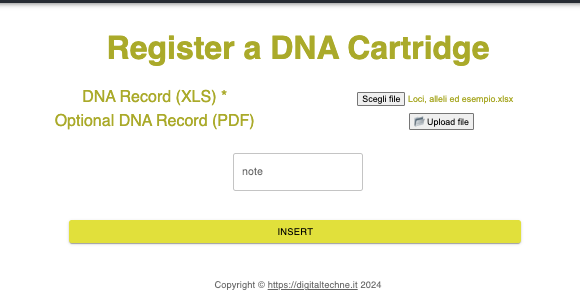 Register a DNA Cartridge
DNA Record (XLS) *
Scegli file Loci, alleli ed esempio.xlsx
Optional DNA Record (PDF)
Upload file
note
INSERT
Copyright © https://digitaltechne.it 2024